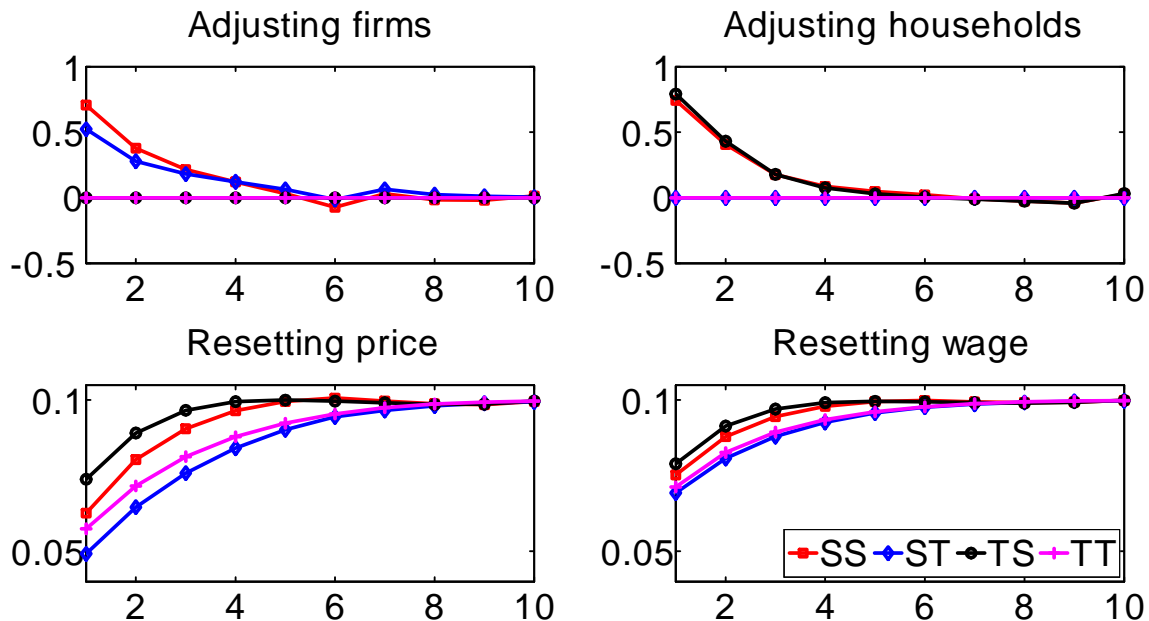 Adjusting firms
Adjusting households
1
0.5
0
-0.5
2 4 6 8 10
1
0.5
0
-0.5
2 4 6 8 10
Resetting price
Resetting wage
0.1
0.05
2 4 6 8 10
0.1
0.05
SS ST TS TT
2 4 6 8 10